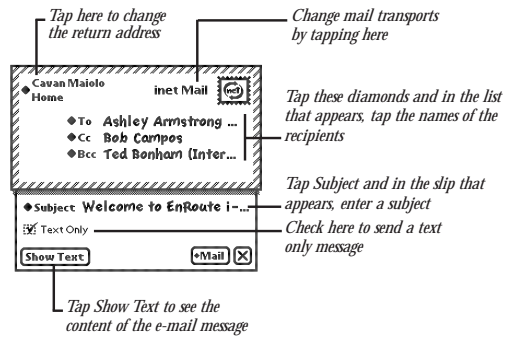 Tap here to change
the return address
Change mail transports
by tapping here
Cavan Maiolo
Home
inet Mail
inet
To Ashley Armstrong ...
Cc Bob Campos
Bcc Ted Bonham (Inter...
Tap these diamonds and in the list
that appears, tap the names of the
recipients
Subject Welcome to EnRoute i-...
Tap Subject and in the slip that
appears, enter a subject
Text Only
Check here to send a text
only message
Show Text
Mail
Tap Show Text to see the
content of the e-mail message